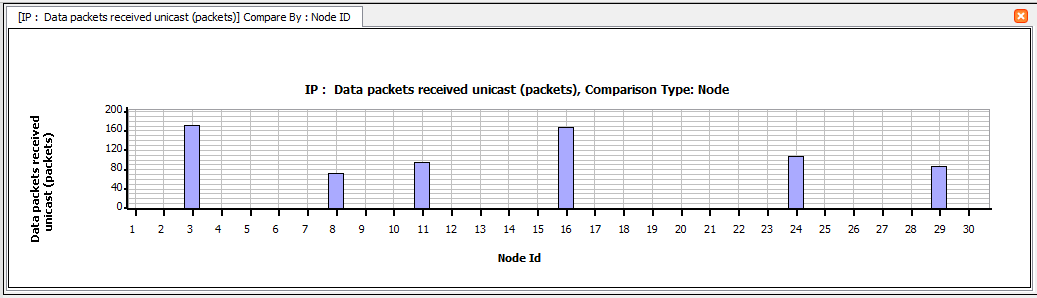 [IP :  Data packets received unicast (packets)] Compare By : Node ID
IP :  Data packets received unicast (packets), Comparison Type: Node
Data packets received
unicast (packets)
200
160
120
80
40
0
1 2 3 4 5 6 7 8 9 10 11 12 13 14 15 16 17 18 19 20 21 22 23 24 25 26 27 28 29 30
Node Id